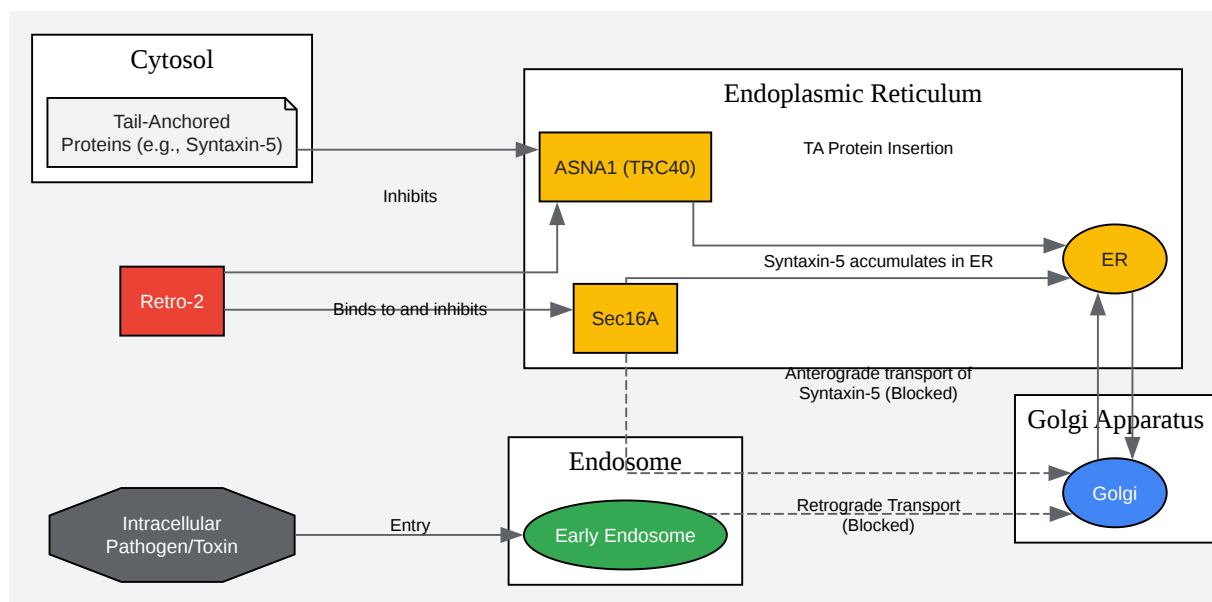 Cytosol
Tail-Anchored
Proteins (e.g., Syntaxin-5)
Endoplasmic Reticulum
ASNA1 (TRC40)
TA Protein Insertion
Inhibits
Syntaxin-5 accumulates in ER
ER
Retro-2
Binds to and inhibits
Sec16A
Anterograde transport of
Syntaxin-5 (Blocked)
Golgi Apparatus
Endosome
Golgi
Retrograde Transport
(Blocked)
Intracellular
Pathogen/Toxin
Entry
Early Endosome